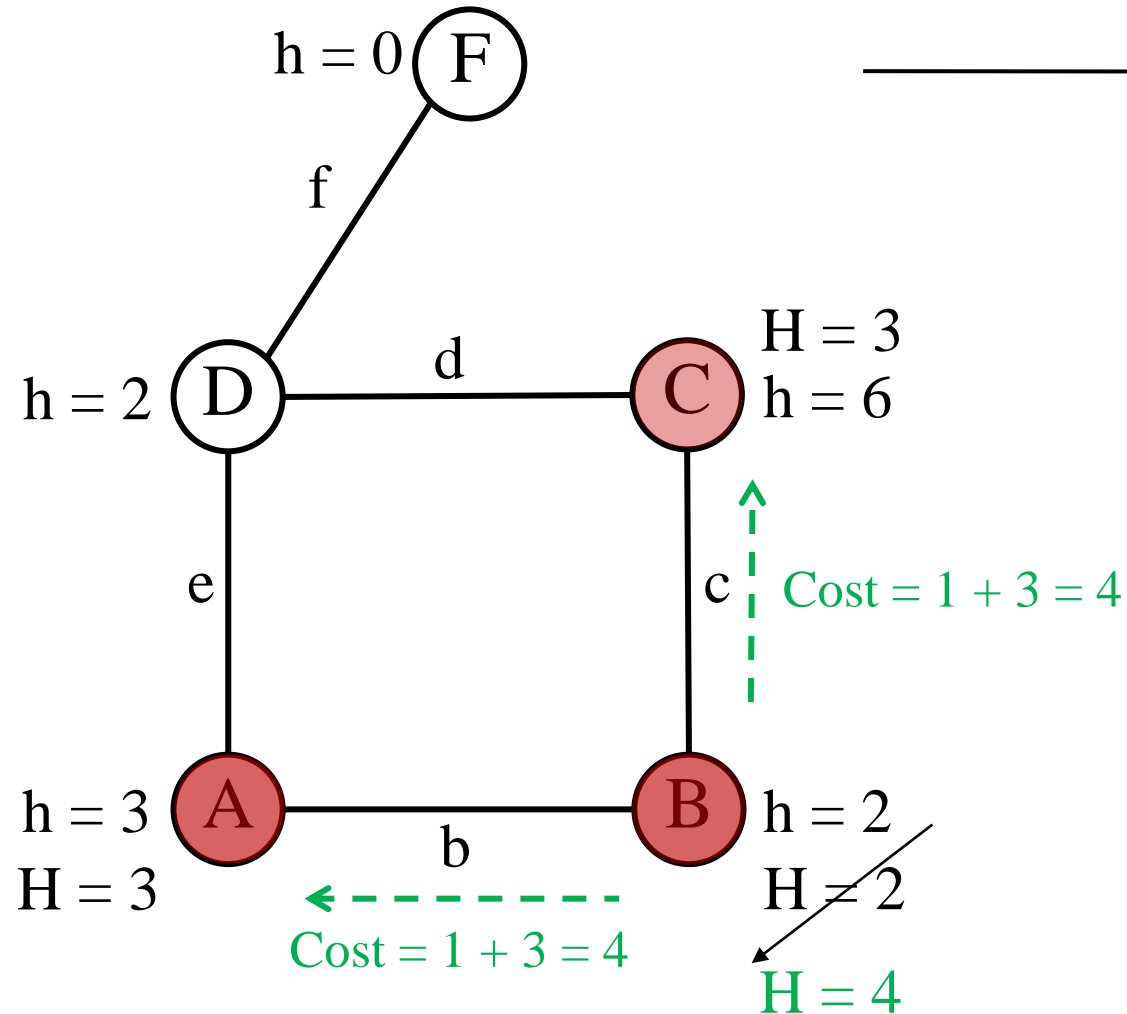 h = 0
F
f
H = 3
d
h = 2
D
C
h = 6
e
c
Cost = 1 + 3 = 4
h = 3
A
B
h = 2
b
H = 3
H = 2
Cost = 1 + 3 = 4
H = 4